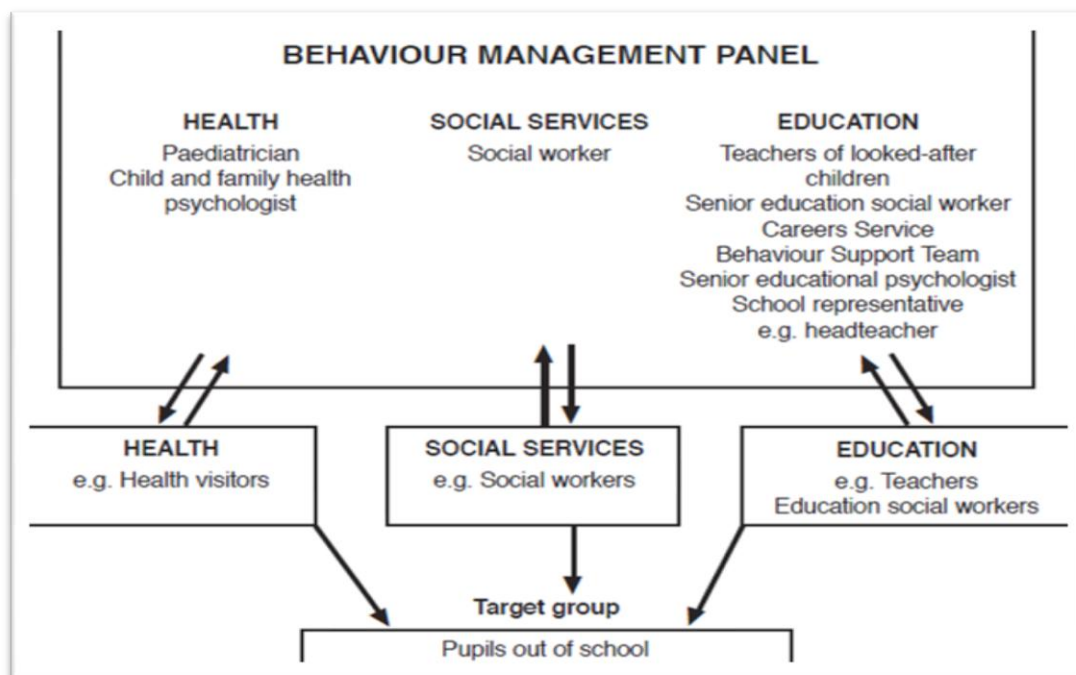 BEHAVIOUR MANAGEMENT PANEL
HEALTH
Paediatrician
Child and family health
psychologist
SOCIAL SERVICES
Social worker
EDUCATION
Teachers of looked-after
children
Senior education social worker
Careers Service
Behaviour Support Team
Senior educational psychologist
School representative
e.g. headteacher
HEALTH
e.g. Health visitors
SOCIAL SERVICES
e.g. Social workers
EDUCATION
e.g. Teachers
Education social workers
Target group
Pupils out of school